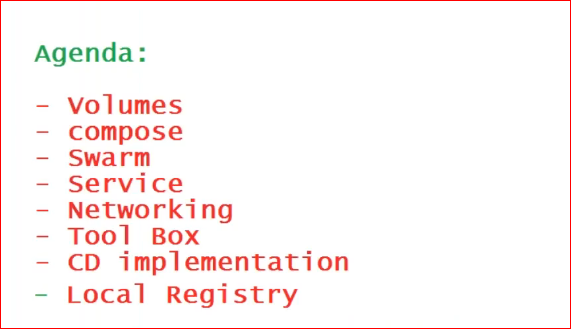 Agenda:
- Volumes
- compose
- Swarm
- Service
- Networking
- Tool Box
- CD implementation
- Local Registry